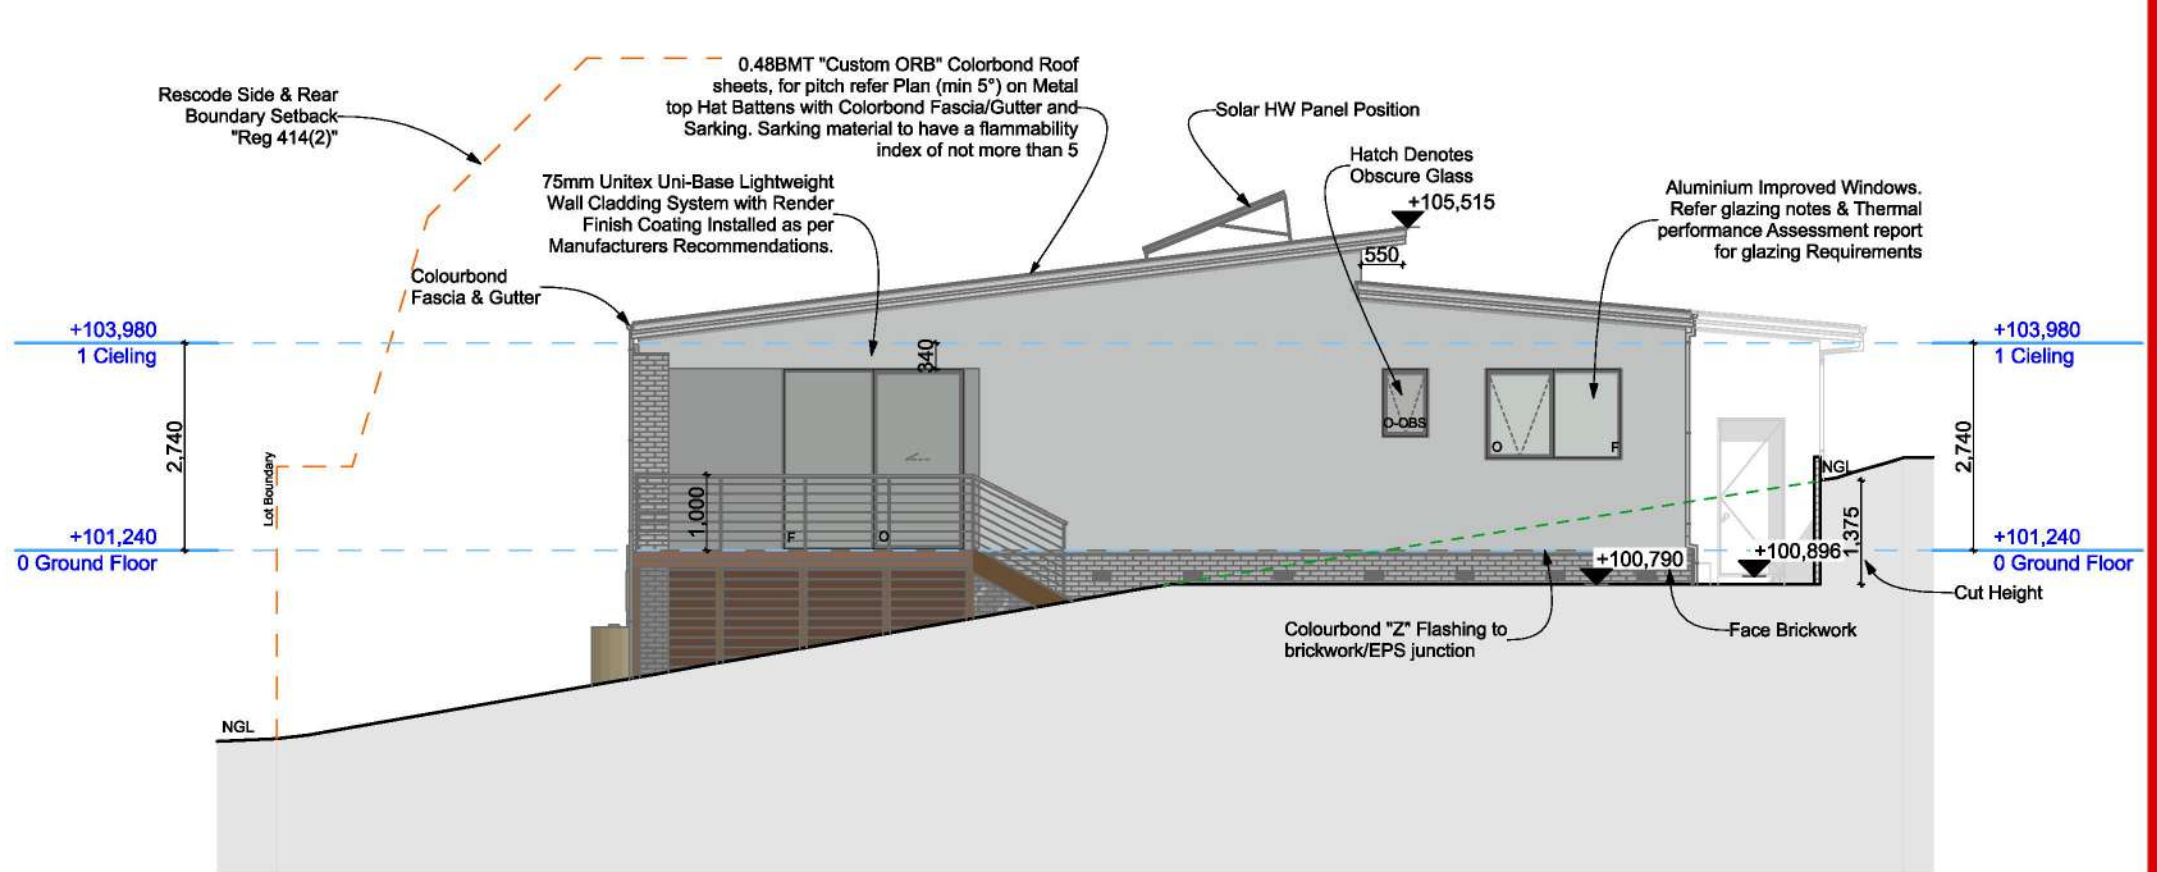 Rescode Side & Rear
Boundary Setback
"Reg 414(2)"
0.48BMT "Custom ORB" Colorbond Roof
sheets, for pitch refer Plan (min 5°) on Metal
top Hat Battens with Colorbond Fascia/Gutter and
Sarking. Sarking material to have a flammability
index of not more than 5
Solar HW Panel Position
Hatch Denotes
Obscure Glass
+105,515
75mm Unitex Uni-Base Lightweight
Wall Cladding System with Render
Finish Coating Installed as per
Manufacturers Recommendations.
Aluminium Improved Windows.
Refer glazing notes & Thermal
performance Assessment report
for glazing Requirements
550
Colourbond
Fascia & Gutter
+103,980
1 Cieling
340
+103,980
1 Cieling
2,740
O-OBS
O
F
2,740
Lot Boundary
NGL
1,000
F
O
1,375
+101,240
0 Ground Floor
+100,790
+100,896
+101,240
0 Ground Floor
Cut Height
Colourbond "Z" Flashing to
brickwork/EPS junction
Face Brickwork
NGL